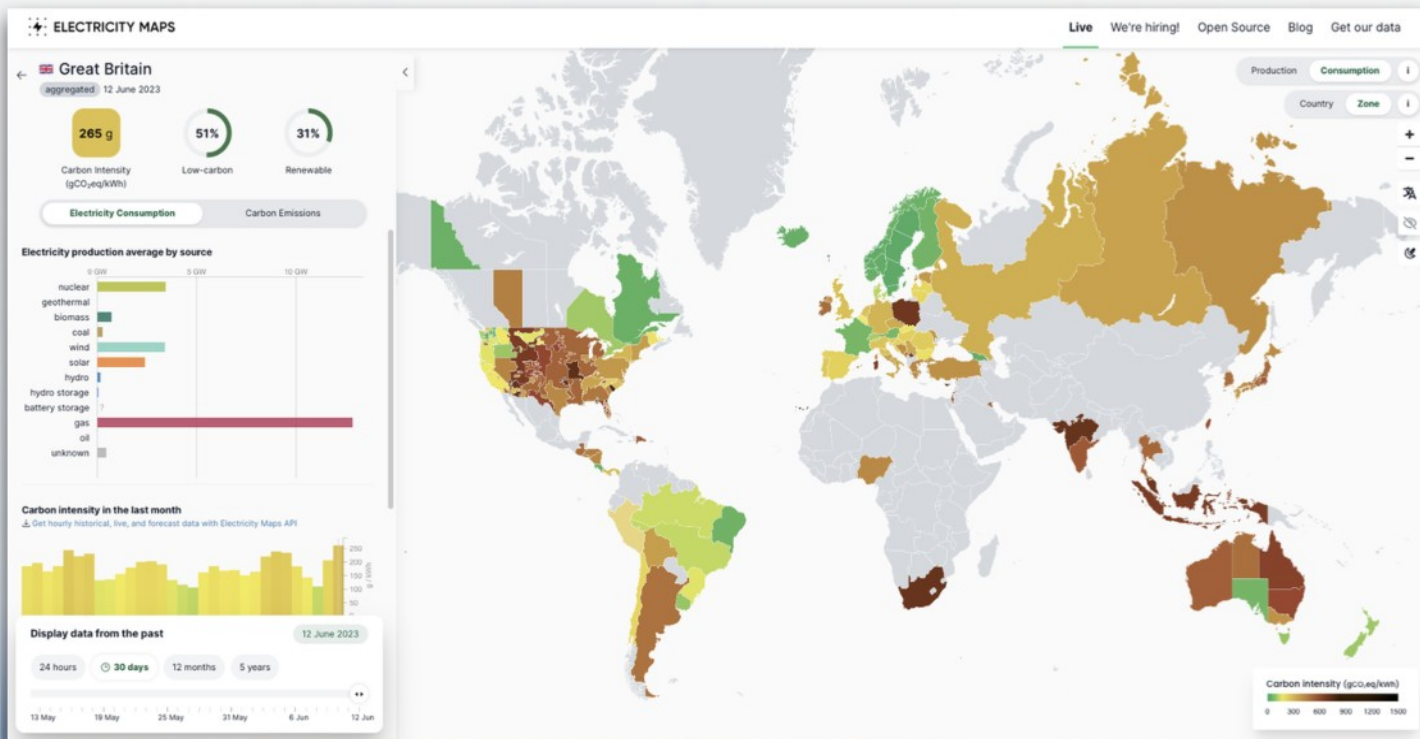 ELECTRICITY MAPS
Live We're hiring! Open Source Blog Get our data
Great Britain
aggregated 12 June 2023
265 g 51% 31%
Carbon Intensity Low-carbon Renewable
(gCO₂eq/kWh)
Electricity Consumption Carbon Emissions
Electricity production average by source
0 GW 5 GW 10 GW
nuclear
geothermal
biomass
coal
wind
solar
hydro
hydro storage
battery storage ?
gas
oil
unknown
Carbon intensity in the last month
Get hourly historical, live, and forecast data with Electricity Maps API
250
200
150
100
50
0
g / kWh
Display data from the past 12 June 2023
24 hours 30 days 12 months 5 years
13 May 19 May 25 May 31 May 6 Jun 12 Jun
Production Consumption i
Country Zone i
+
−
Carbon intensity (gCO₂eq/kWh)
0 300 600 900 1200 1500